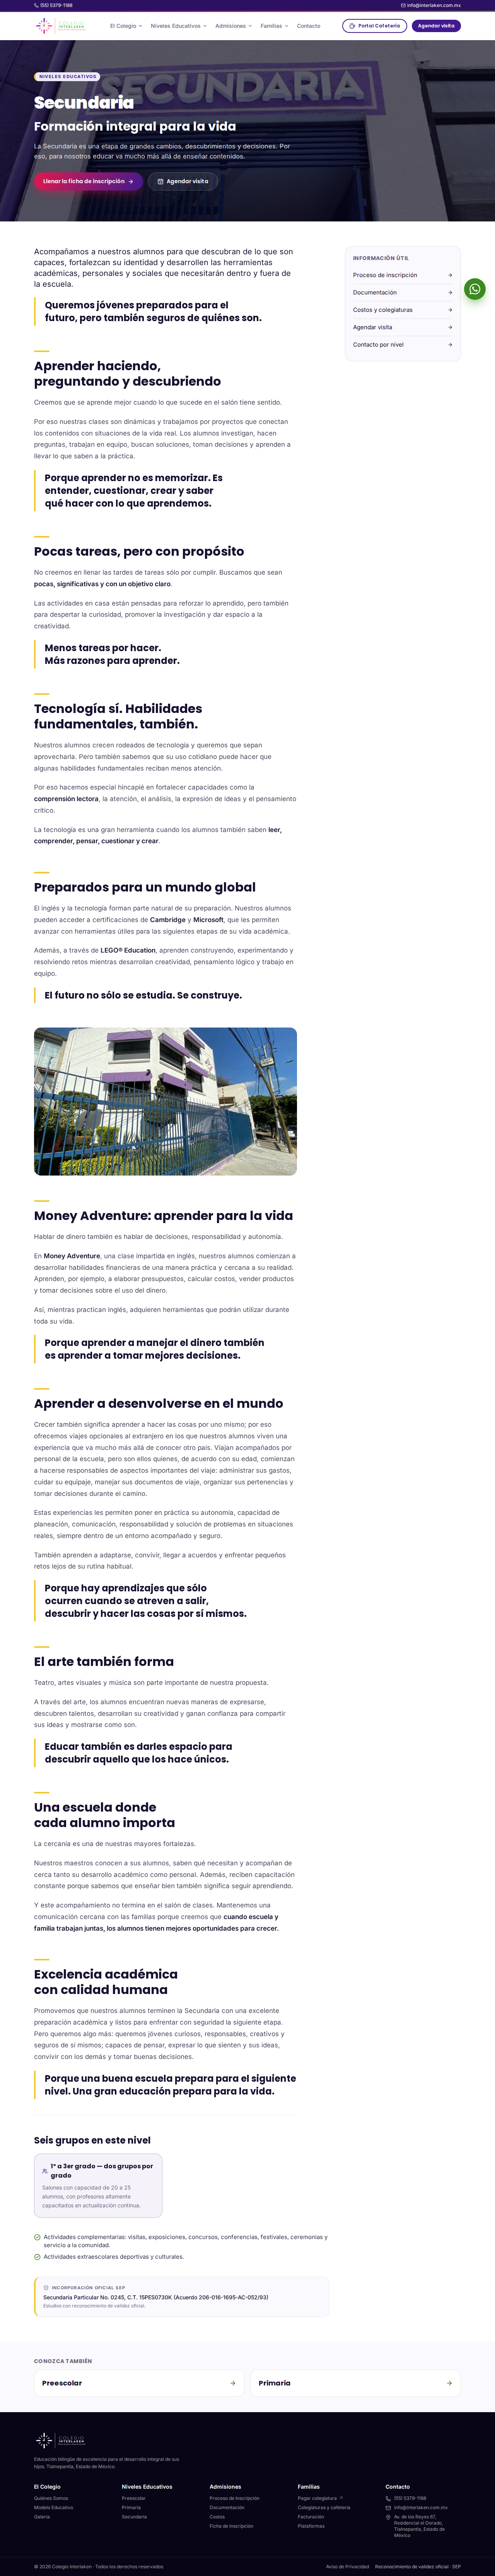 (55) 5379-1188
info@interlaken.com.mx
COLEGIO
INTERLAKEN
El Colegio
Niveles Educativos
Admisiones
Familias
Contacto
Portal Cafetería
Agendar visita
NIVELES EDUCATIVOS
Secundaria
Formación integral para la vida
La Secundaria es una etapa de grandes cambios, descubrimientos y decisiones. Por
eso, para nosotros educar va mucho más allá de enseñar contenidos.
Llenar la ficha de inscripción
Agendar visita
Acompañamos a nuestros alumnos para que descubran de lo que son
capaces, fortalezcan su identidad y desarrollen las herramientas
académicas, personales y sociales que necesitarán dentro y fuera de
la escuela.
Queremos jóvenes preparados para el
futuro, pero también seguros de quiénes son.
INFORMACIÓN ÚTIL
Proceso de inscripción
Documentación
Costos y colegiaturas
Agendar visita
Contacto por nivel
Aprender haciendo,
preguntando y descubriendo
Creemos que se aprende mejor cuando lo que sucede en el salón tiene sentido.
Por eso nuestras clases son dinámicas y trabajamos por proyectos que conectan
los contenidos con situaciones de la vida real. Los alumnos investigan, hacen
preguntas, trabajan en equipo, buscan soluciones, toman decisiones y aprenden a
llevar lo que saben a la práctica.
Porque aprender no es memorizar. Es
entender, cuestionar, crear y saber
qué hacer con lo que aprendemos.
Pocas tareas, pero con propósito
No creemos en llenar las tardes de tareas sólo por cumplir. Buscamos que sean
pocas, significativas y con un objetivo claro.
Las actividades en casa están pensadas para reforzar lo aprendido, pero también
para despertar la curiosidad, promover la investigación y dar espacio a la
creatividad.
Menos tareas por hacer.
Más razones para aprender.
Tecnología sí. Habilidades
fundamentales, también.
Nuestros alumnos crecen rodeados de tecnología y queremos que sepan
aprovecharla. Pero también sabemos que su uso cotidiano puede hacer que
algunas habilidades fundamentales reciban menos atención.
Por eso hacemos especial hincapié en fortalecer capacidades como la
comprensión lectora, la atención, el análisis, la expresión de ideas y el pensamiento
crítico.
La tecnología es una gran herramienta cuando los alumnos también saben leer,
comprender, pensar, cuestionar y crear.
Preparados para un mundo global
El inglés y la tecnología forman parte natural de su preparación. Nuestros alumnos
pueden acceder a certificaciones de Cambridge y Microsoft, que les permiten
avanzar con herramientas útiles para las siguientes etapas de su vida académica.
Además, a través de LEGO® Education, aprenden construyendo, experimentando y
resolviendo retos mientras desarrollan creatividad, pensamiento lógico y trabajo en
equipo.
El futuro no sólo se estudia. Se construye.
Money Adventure: aprender para la vida
Hablar de dinero también es hablar de decisiones, responsabilidad y autonomía.
En Money Adventure, una clase impartida en inglés, nuestros alumnos comienzan a
desarrollar habilidades financieras de una manera práctica y cercana a su realidad.
Aprenden, por ejemplo, a elaborar presupuestos, calcular costos, vender productos
y tomar decisiones sobre el uso del dinero.
Así, mientras practican inglés, adquieren herramientas que podrán utilizar durante
toda su vida.
Porque aprender a manejar el dinero también
es aprender a tomar mejores decisiones.
Aprender a desenvolverse en el mundo
Crecer también significa aprender a hacer las cosas por uno mismo; por eso
ofrecemos viajes opcionales al extranjero en los que nuestros alumnos viven una
experiencia que va mucho más allá de conocer otro país. Viajan acompañados por
personal de la escuela, pero son ellos quienes, de acuerdo con su edad, comienzan
a hacerse responsables de aspectos importantes del viaje: administrar sus gastos,
cuidar su equipaje, manejar sus documentos de viaje, organizar sus pertenencias y
tomar decisiones durante el camino.
Estas experiencias les permiten poner en práctica su autonomía, capacidad de
planeación, comunicación, responsabilidad y solución de problemas en situaciones
reales, siempre dentro de un entorno acompañado y seguro.
También aprenden a adaptarse, convivir, llegar a acuerdos y enfrentar pequeños
retos lejos de su rutina habitual.
Porque hay aprendizajes que sólo
ocurren cuando se atreven a salir,
descubrir y hacer las cosas por sí mismos.
El arte también forma
Teatro, artes visuales y música son parte importante de nuestra propuesta.
A través del arte, los alumnos encuentran nuevas maneras de expresarse,
descubren talentos, desarrollan su creatividad y ganan confianza para compartir
sus ideas y mostrarse como son.
Educar también es darles espacio para
descubrir aquello que los hace únicos.
Una escuela donde
cada alumno importa
La cercanía es una de nuestras mayores fortalezas.
Nuestros maestros conocen a sus alumnos, saben qué necesitan y acompañan de
cerca tanto su desarrollo académico como personal. Además, reciben capacitación
constante porque sabemos que enseñar bien también significa seguir aprendiendo.
Y este acompañamiento no termina en el salón de clases. Mantenemos una
comunicación cercana con las familias porque creemos que cuando escuela y
familia trabajan juntas, los alumnos tienen mejores oportunidades para crecer.
Excelencia académica
con calidad humana
Promovemos que nuestros alumnos terminen la Secundaria con una excelente
preparación académica y listos para enfrentar con seguridad la siguiente etapa.
Pero queremos algo más: queremos jóvenes curiosos, responsables, creativos y
seguros de sí mismos; capaces de pensar, expresar lo que sienten y sus ideas,
convivir con los demás y tomar buenas decisiones.
Porque una buena escuela prepara para el siguiente
nivel. Una gran educación prepara para la vida.
Seis grupos en este nivel
1º a 3er grado — dos grupos por
grado
Salones con capacidad de 20 a 25
alumnos, con profesores altamente
capacitados en actualización continua.
Actividades complementarias: visitas, exposiciones, concursos, conferencias, festivales, ceremonias y
servicio a la comunidad.
Actividades extraescolares deportivas y culturales.
INCORPORACIÓN OFICIAL SEP
Secundaria Particular No. 0245, C.T. 15PES0730K (Acuerdo 206-016-1695-AC-052/93)
Estudios con reconocimiento de validez oficial.
CONOZCA TAMBIÉN
Preescolar
Primaria
COLEGIO
INTERLAKEN
Educación bilingüe de excelencia para el desarrollo integral de sus
hijos. Tlalnepantla, Estado de México.
El Colegio
Quiénes Somos
Modelo Educativo
Galería
Niveles Educativos
Preescolar
Primaria
Secundaria
Admisiones
Proceso de Inscripción
Documentación
Costos
Ficha de inscripción
Familias
Pagar colegiatura
Colegiaturas y cafetería
Facturación
Plataformas
Contacto
(55) 5379-1188
info@interlaken.com.mx
Av. de los Reyes 87,
Residencial el Dorado,
Tlalnepantla, Estado de
México
© 2026 Colegio Interlaken · Todos los derechos reservados
Aviso de Privacidad
Reconocimiento de validez oficial · SEP